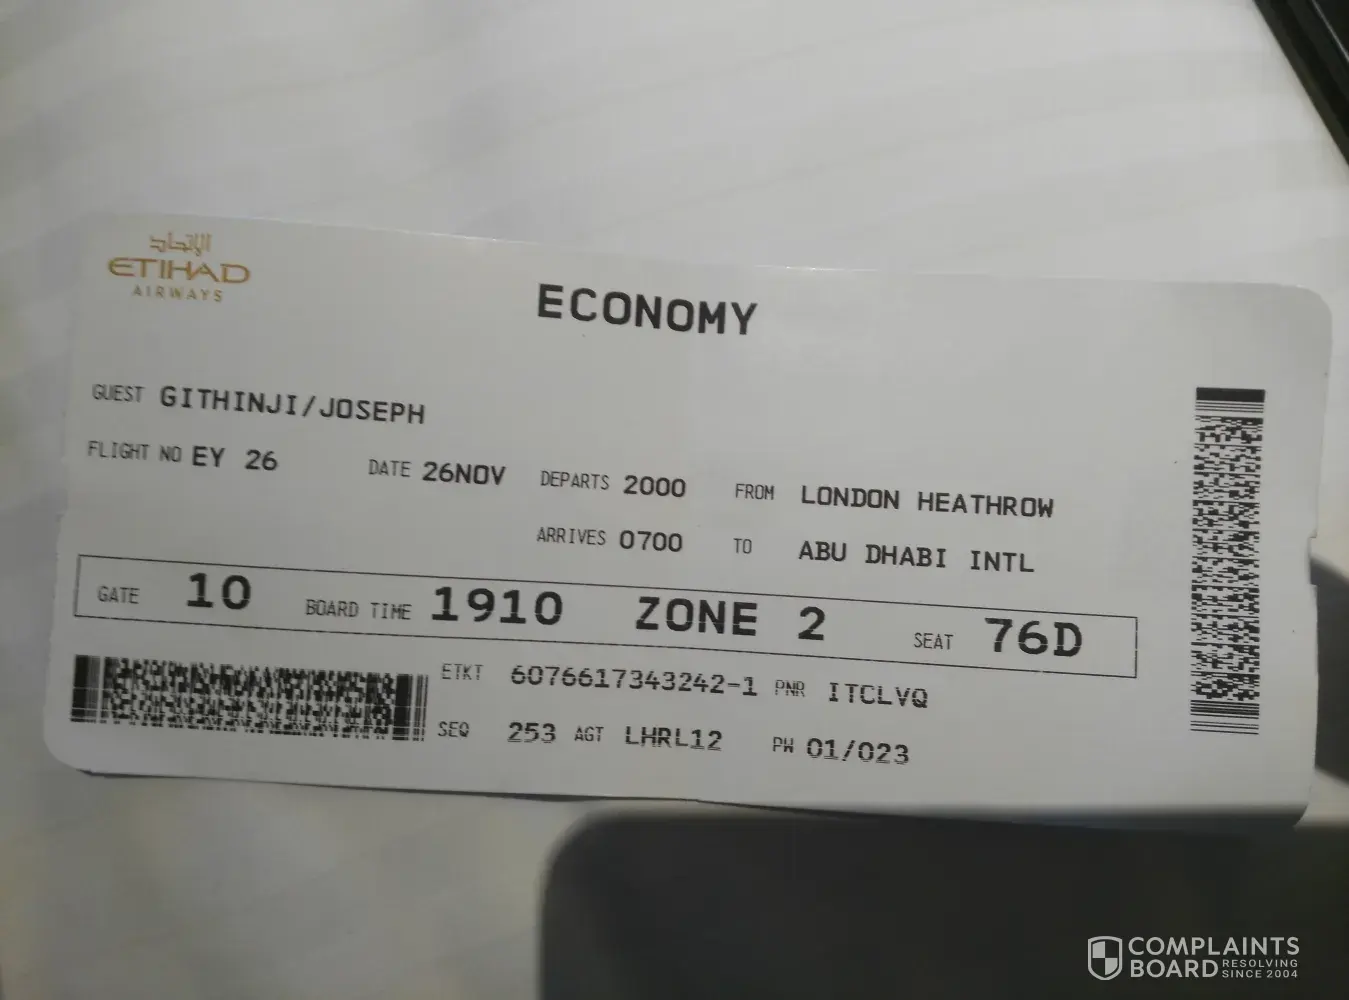 الإتحاد
ETIHAD
AIRWAYS
ECONOMY
GUEST GITHINJI/JOSEPH
FLIGHT NO EY 26 DATE 26NOV DEPARTS 2000 FROM LONDON HEATHROW
ARRIVES 0700 TO ABU DHABI INTL
GATE 10 BOARD TIME 1910 ZONE 2 SEAT 76D
ETKT 6076617343242-1 PNR ITCLVQ
SEQ 253 AGT LHRL12 PW 01/023
COMPLAINTS
BOARD RESOLVING
SINCE 2004